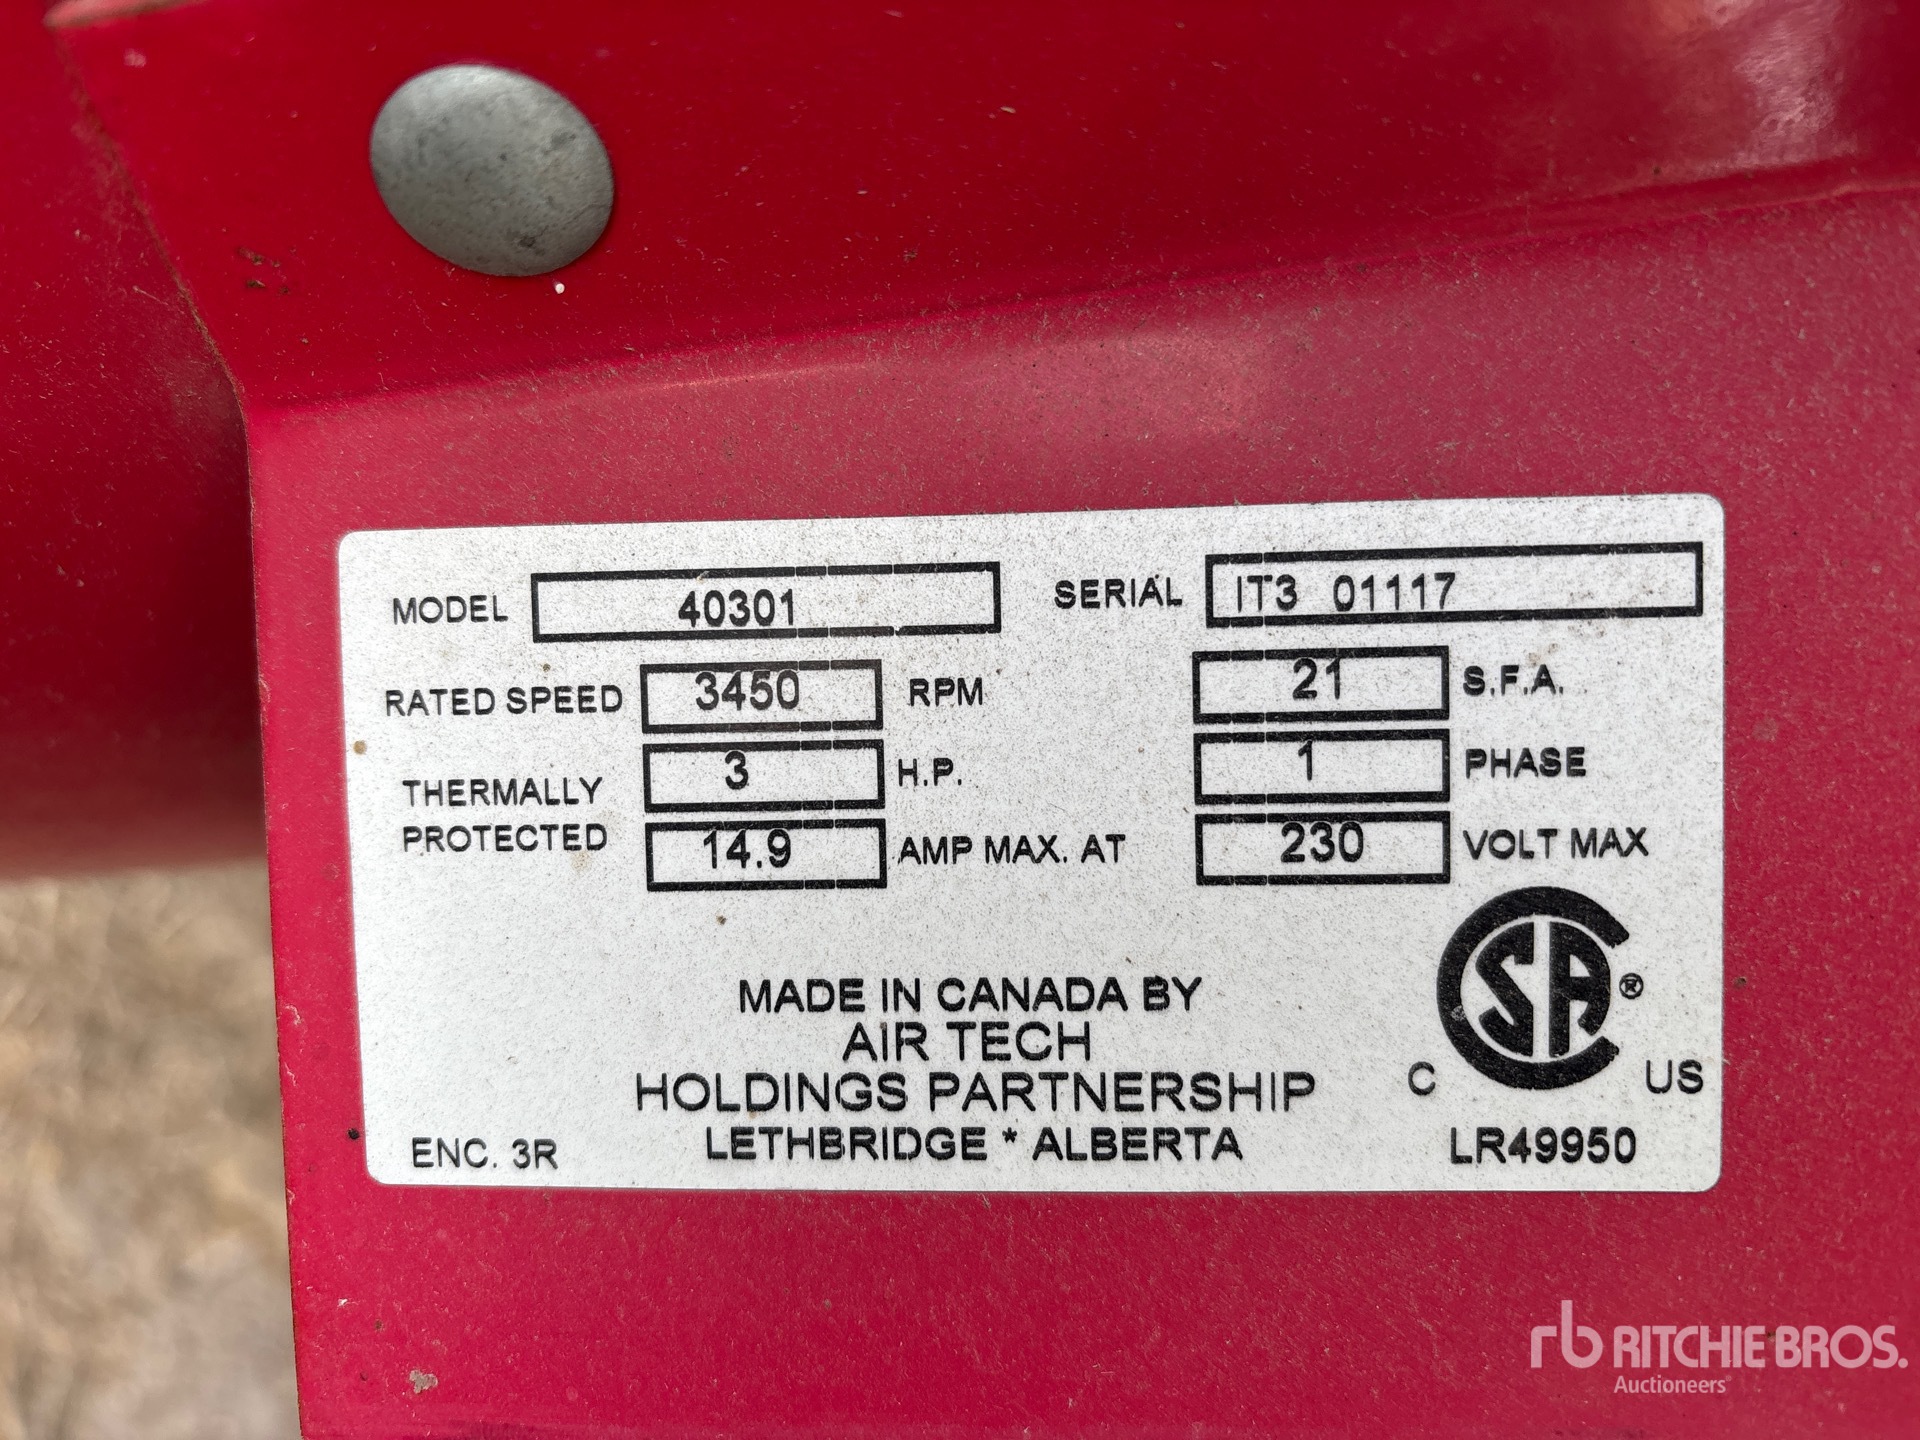 MODEL 40301 SERIAL IT3 01117
RATED SPEED 3450 RPM 21 S.F.A.
THERMALLY PROTECTED 3 H.P. 1 PHASE
14.9 AMP MAX. AT 230 VOLT MAX
MADE IN CANADA BY
AIR TECH
HOLDINGS PARTNERSHIP
LETHBRIDGE * ALBERTA
ENC. 3R
CSA ®
C US
LR49950
rb RITCHIE BROS.
Auctioneers